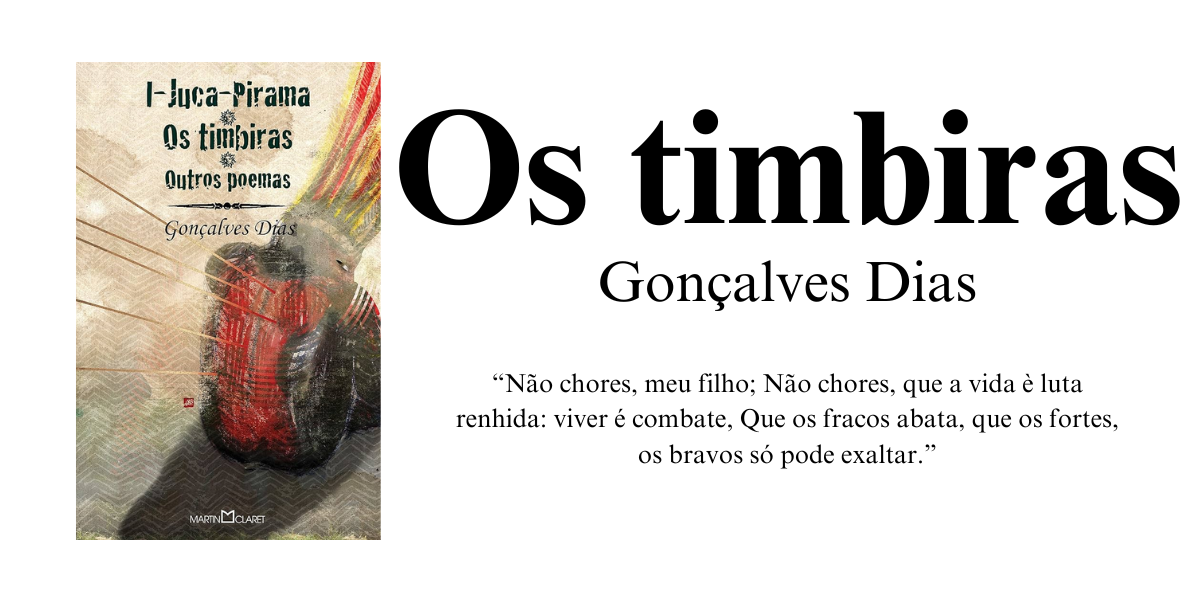 I-Juca-Pirama
Os timbiras
Outros poemas
Gonçalves Dias
MARTIN CLARET
Os timbiras
Gonçalves Dias
“Não chores, meu filho; Não chores, que a vida è luta
renhida: viver é combate, Que os fracos abata, que os fortes,
os bravos só pode exaltar.”